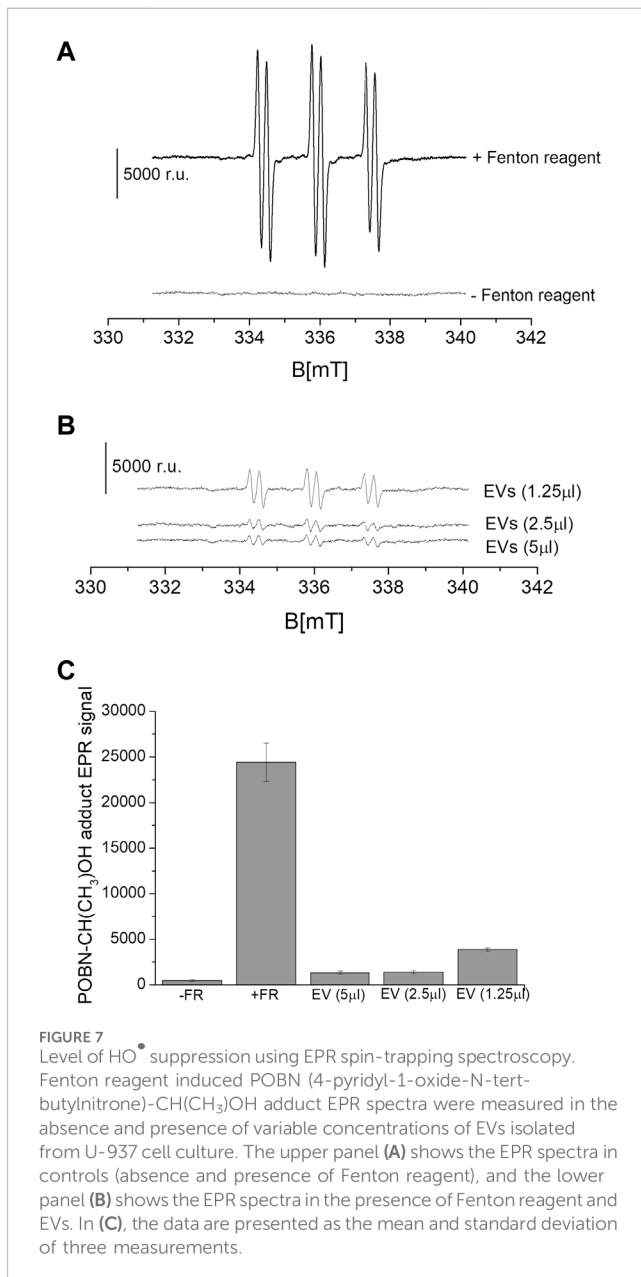 A
5000 r.u.
+ Fenton reagent
- Fenton reagent
330 332 334 336 338 340 342
B[mT]
B
5000 r.u.
EVs (1.25µl)
EVs (2.5µl)
EVs (5µl)
330 332 334 336 338 340 342
B[mT]
C
POBN-CH(CH₃)OH adduct EPR signal
30000
25000
20000
15000
10000
5000
0
-FR +FR EV (5µl) EV (2.5µl) EV (1.25µl)
FIGURE 7
Level of HO• suppression using EPR spin-trapping spectroscopy.
Fenton reagent induced POBN (4-pyridyl-1-oxide-N-tert-
butylnitrone)-CH(CH₃)OH adduct EPR spectra were measured in the
absence and presence of variable concentrations of EVs isolated
from U-937 cell culture. The upper panel (A) shows the EPR spectra in
controls (absence and presence of Fenton reagent), and the lower
panel (B) shows the EPR spectra in the presence of Fenton reagent and
EVs. In (C), the data are presented as the mean and standard deviation
of three measurements.